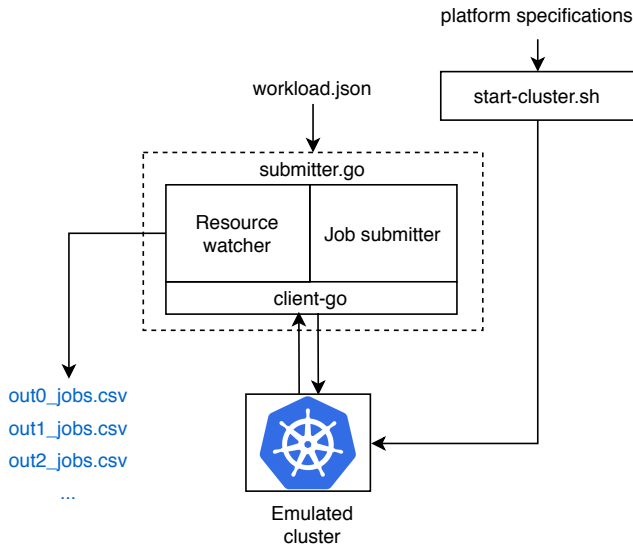 platform specifications
start-cluster.sh
workload.json
submitter.go
Resource
watcher
Job submitter
client-go
out0_jobs.csv
out1_jobs.csv
out2_jobs.csv
...
Emulated
cluster